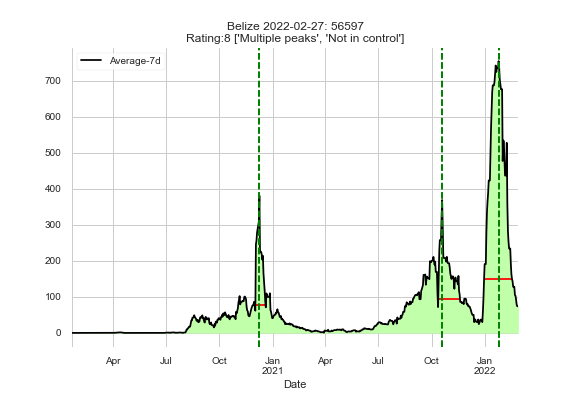 Belize 2022-02-27: 56597
Rating:8 ['Multiple peaks', 'Not in control']
Average-7d
700
600
500
400
300
200
100
0
Apr Jul Oct Jan Apr Jul Oct Jan
2021 2022
Date